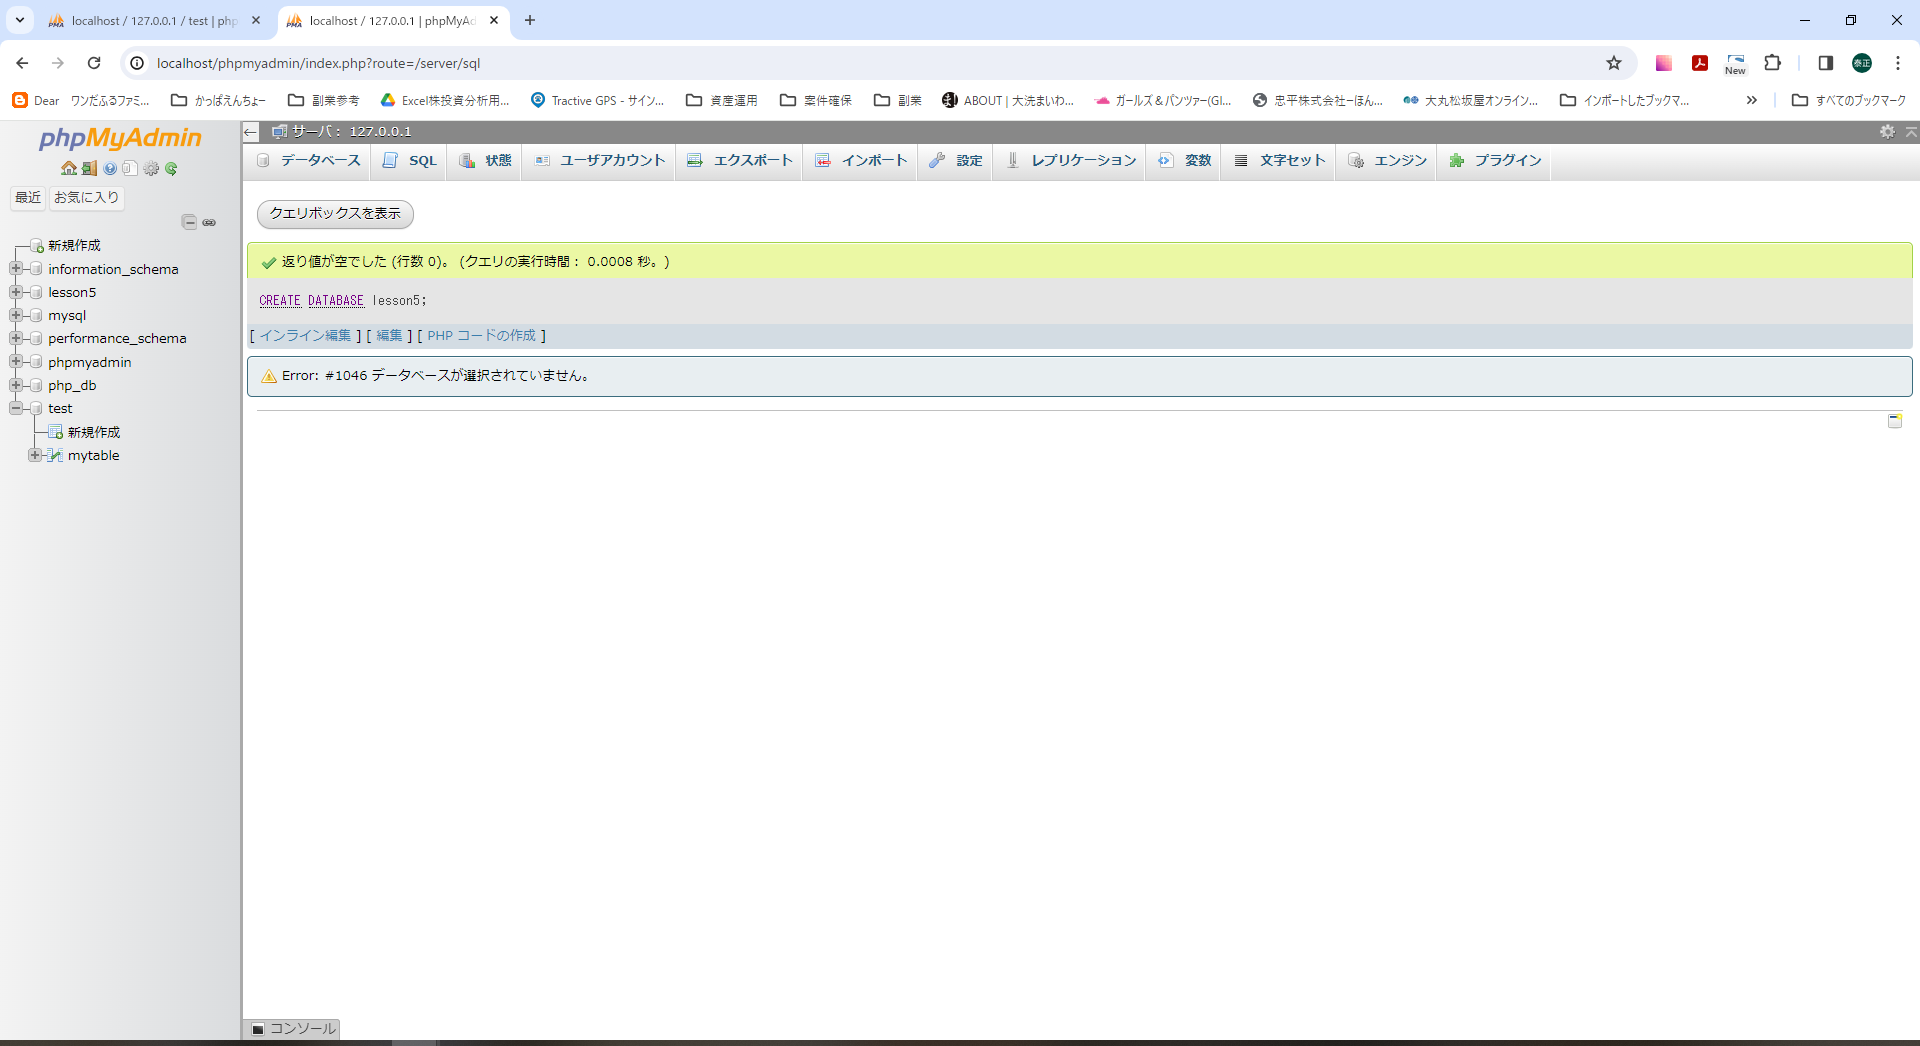 localhost / 127.0.0.1 / test | php
localhost / 127.0.0.1 | phpMyAd
localhost/phpmyadmin/index.php?route=/server/sql
New
泰正
Dear ワンだふるファミ...
かっぱえんちょー
副業参考
Excel株投資分析用...
Tractive GPS - サイン...
資産運用
案件確保
副業
ABOUT | 大洗まいわ...
ガールズ＆パンツァー(GI...
忠平株式会社ーほん...
大丸松坂屋オンライン...
インポートしたブックマ...
すべてのブックマーク
phpMyAdmin
サーバ： 127.0.0.1
データベース
SQL
状態
ユーザアカウント
エクスポート
インポート
設定
レプリケーション
変数
文字セット
エンジン
プラグイン
最近
お気に入り
新規作成
information_schema
lesson5
mysql
performance_schema
phpmyadmin
php_db
test
新規作成
mytable
クエリボックスを表示
返り値が空でした (行数 0)。 (クエリの実行時間： 0.0008 秒。)
CREATE DATABASE lesson5;
[ インライン編集 ] [ 編集 ] [ PHP コードの作成 ]
Error: #1046 データベースが選択されていません。
コンソール